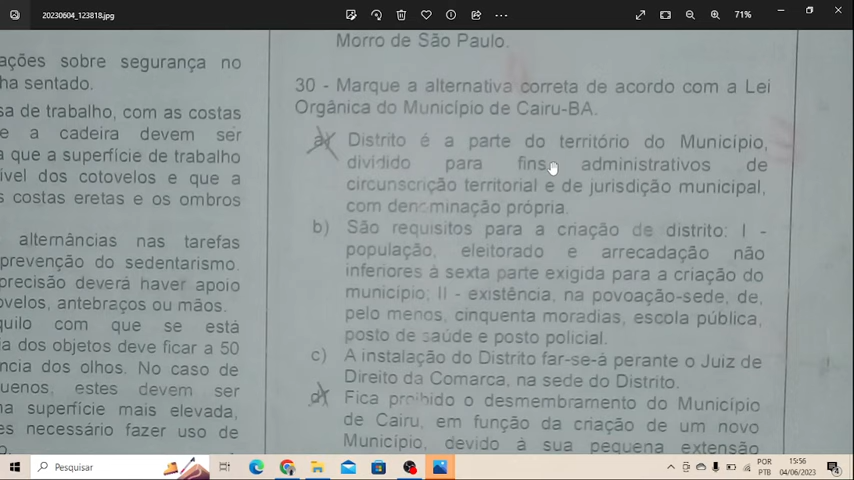 20230604_123818.jpg
71%
Morro de São Paulo.
ações sobre segurança no
ha sentado.
sa de trabalho, com as costas
e a cadeira devem ser
a que a superfície de trabalho
ível dos cotovelos e que a
s costas eretas e os ombros
alternâncias nas tarefas
prevenção do sedentarismo.
precisão deverá haver apoio
ovelos, antebraços ou mãos.
quilo com que se está
ia dos objetos deve ficar a 50
ncia dos olhos. No caso de
uenos, estes devem ser
ma superfície mais elevada,
es necessário fazer uso de
30 - Marque a alternativa correta de acordo com a Lei
Orgânica do Município de Cairu-BA.
a) Distrito é a parte do território do Município,
dividido para fins administrativos de
circunscrição territorial e de jurisdição municipal,
com denominação própria.
b) São requisitos para a criação de distrito: I -
população, eleitorado e arrecadação não
inferiores à sexta parte exigida para a criação do
município; II - existência, na povoação-sede, de,
pelo menos, cinquenta moradias, escola pública,
posto de saúde e posto policial.
c) A instalação do Distrito far-se-á perante o Juiz de
Direito da Comarca, na sede do Distrito.
d) Fica proibido o desmembramento do Município
de Cairu, em função da criação de um novo
Município, devido à sua pequena extensão
Pesquisar
POR
PTB
15:56
04/06/2023
4